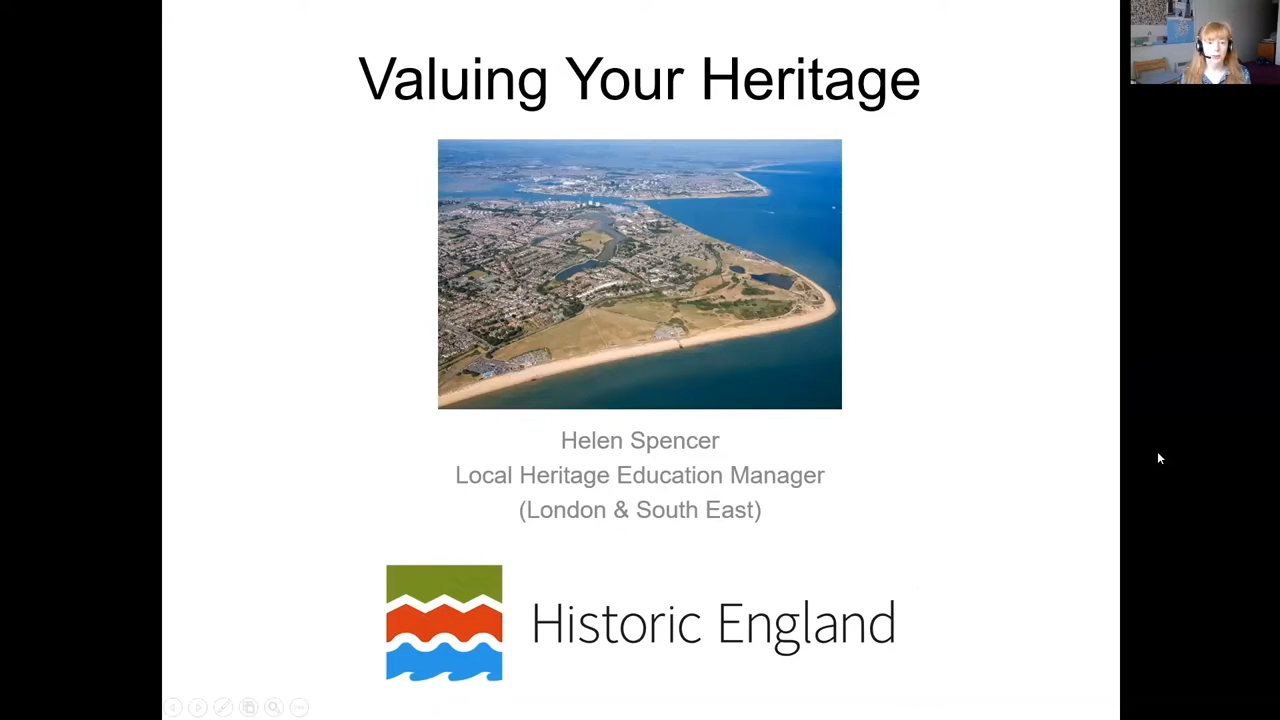 Valuing Your Heritage
Helen Spencer
Local Heritage Education Manager
(London & South East)
Historic England